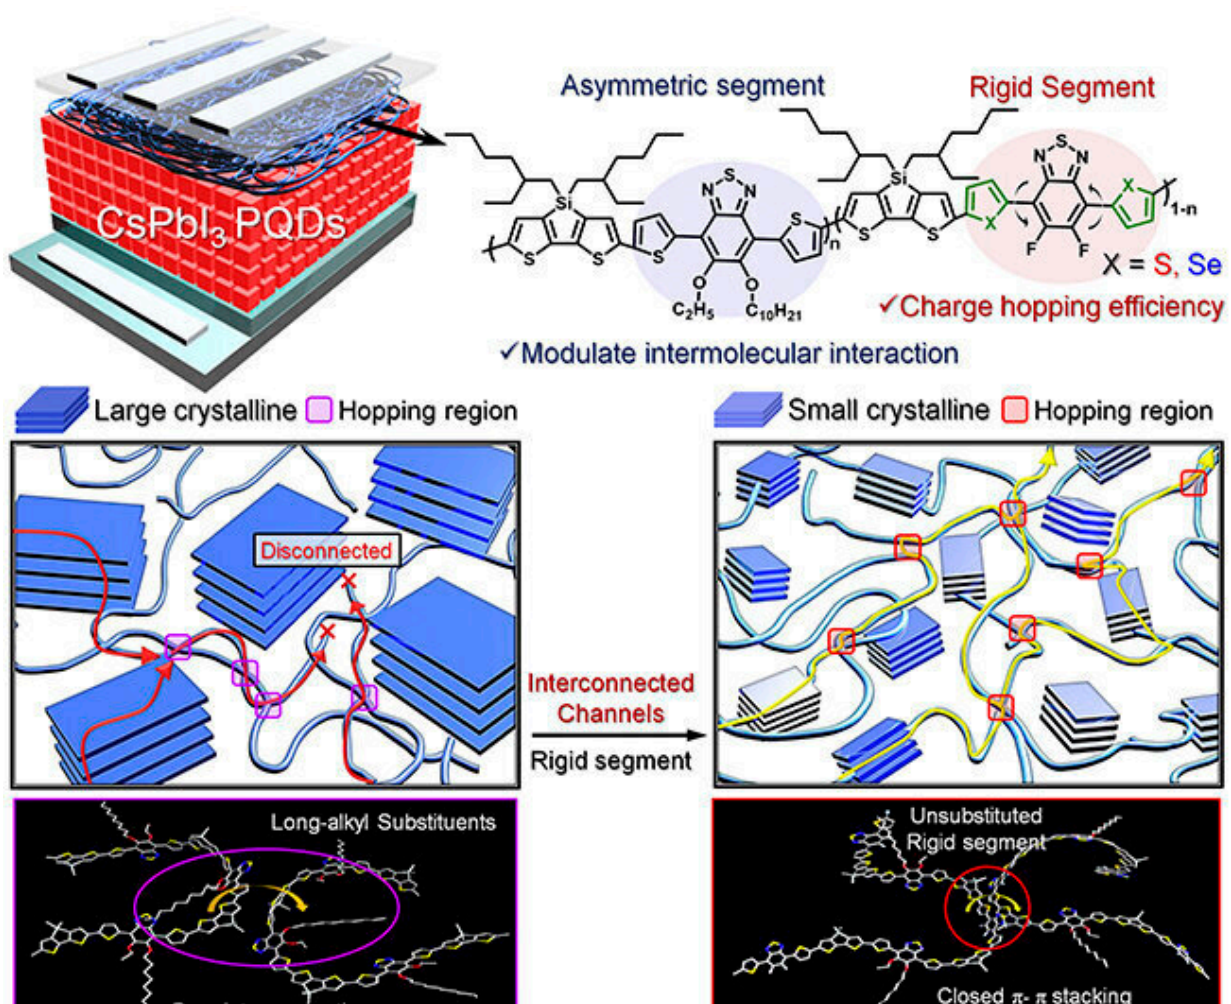 Asymmetric segment
Rigid Segment
CsPbI₃ PQDs
Si
Si
S
S
S
S
N
S
N
O
O
C₂H₅
C₁₀H₂₁
n
S
S
X
N
S
N
X
F
F
1-n
X = S, Se
✓Charge hopping efficiency
✓Modulate intermolecular interaction
Large crystalline
Hopping region
Small crystalline
Hopping region
Disconnected
Interconnected
Channels
Rigid segment
Long-alkyl Substituents
Unsubstituted
Rigid segment
Closed π- π stacking